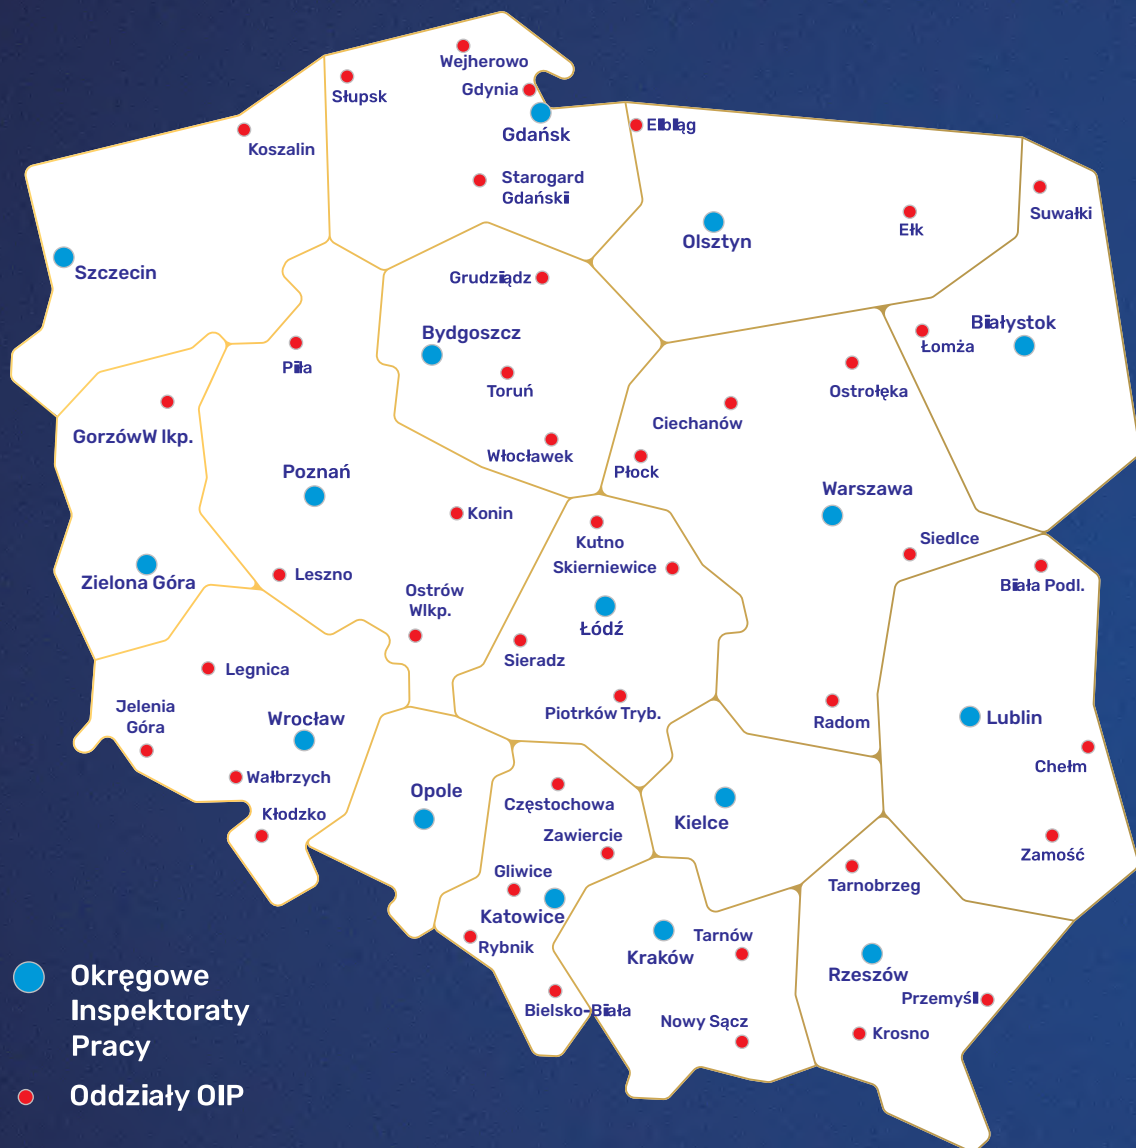 Wejherowo
Słupsk
Gdynia
Gdańsk
Elbląg
Koszalin
Starogard
Gdański
Suwałki
Ełk
Olsztyn
Szczecin
Grudziądz
Bydgoszcz
Białystok
Łomża
Piła
Toruń
Ostrołęka
Ciechanów
GorzówW lkp.
Włocławek
Płock
Poznań
Warszawa
Konin
Kutno
Siedlce
Skierniewice
Leszno
Zielona Góra
Biała Podl.
Ostrów
Wlkp.
Łódź
Sieradz
Legnica
Jelenia
Góra
Wrocław
Piotrków Tryb.
Radom
Lublin
Chełm
Wałbrzych
Opole
Częstochowa
Kłodzko
Kielce
Zawiercie
Zamość
Gliwice
Tarnobrzeg
Katowice
Rybnik
Tarnów
Kraków
Rzeszów
Przemyśl
Bielsko-Biała
Nowy Sącz
Krosno
Okręgowe
Inspektoraty
Pracy
Oddziały OIP